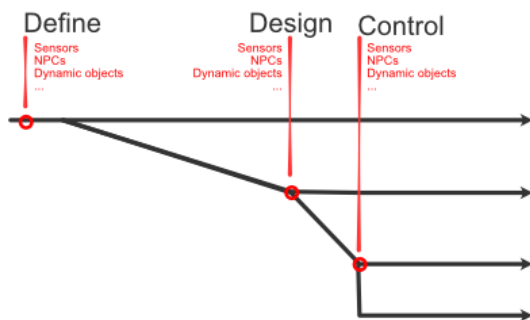 Define
Sensors
NPCs
Dynamic objects
...
Design
Sensors
NPCs
Dynamic objects
...
Control
Sensors
NPCs
Dynamic objects
...